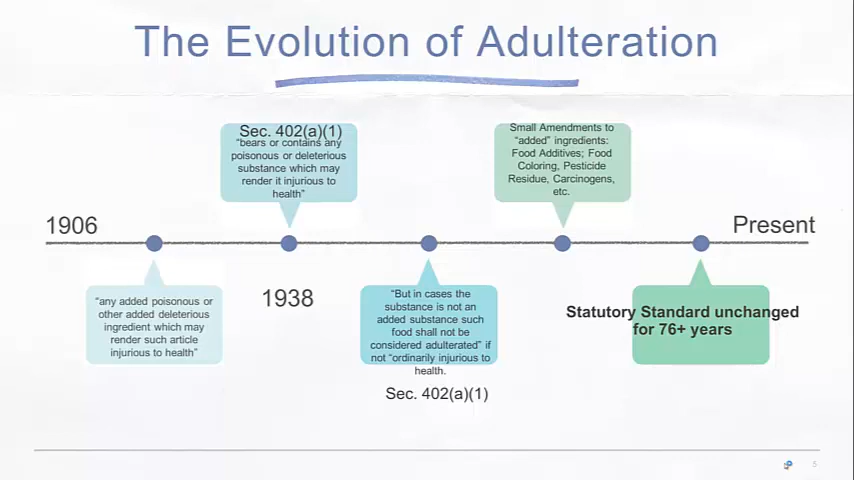 The Evolution of Adulteration
Sec. 402(a)(1)
“bears or contains any
poisonous or deleterious
substance which may
render it injurious to
health”
Small Amendments to
“added” ingredients:
Food Additives; Food
Coloring, Pesticide
Residue, Carcinogens,
etc.
1906
Present
“any added poisonous or
other added deleterious
ingredient which may
render such article
injurious to health”
1938
“But in cases the
substance is not an
added substance such
food shall not be
considered adulterated” if
not “ordinarily injurious to
health.
Sec. 402(a)(1)
Statutory Standard unchanged
for 76+ years
5